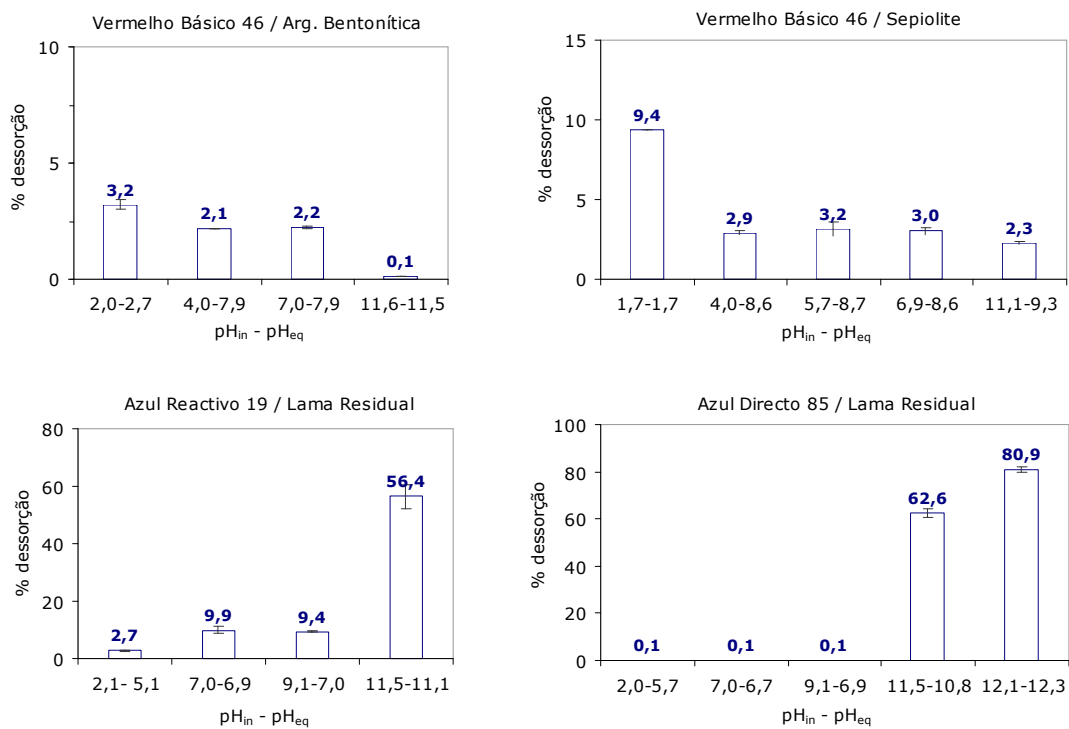 Vermelho Básico 46 / Arg. Bentonítica
10
5
0
% dessorção
3,2
2,1
2,2
0,1
2,0-2,7 4,0-7,9 7,0-7,9 11,6-11,5
pHin - pHeq
Vermelho Básico 46 / Sepiolite
15
10
5
0
% dessorção
9,4
2,9
3,2
3,0
2,3
1,7-1,7 4,0-8,6 5,7-8,7 6,9-8,6 11,1-9,3
pHin - pHeq
Azul Reactivo 19 / Lama Residual
80
60
40
20
0
% dessorção
2,7
9,9
9,4
56,4
2,1- 5,1 7,0-6,9 9,1-7,0 11,5-11,1
pHin - pHeq
Azul Directo 85 / Lama Residual
100
80
60
40
20
0
% dessorção
0,1
0,1
0,1
62,6
80,9
2,0-5,7 7,0-6,7 9,1-6,9 11,5-10,8 12,1-12,3
pHin - pHeq